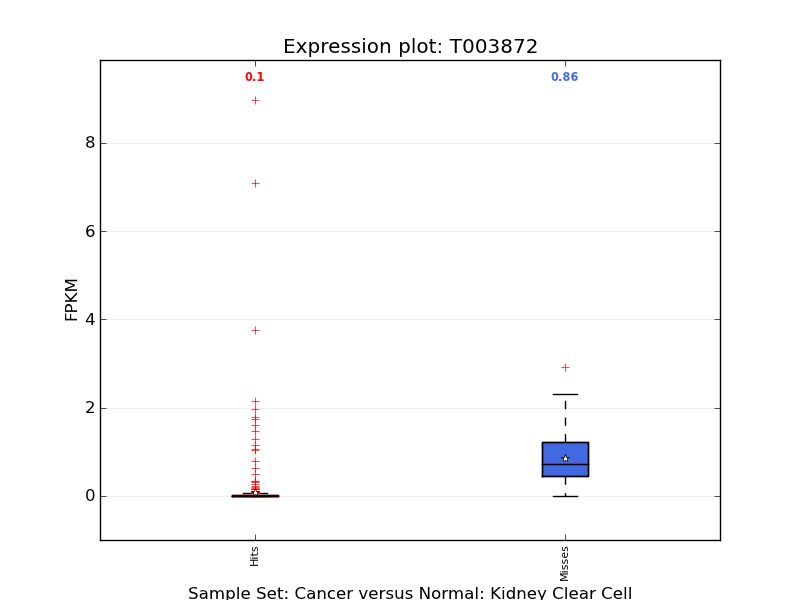 Expression plot: T003872
0.1
0.86
8
6
4
2
0
FPKM
Hits
Misses
Sample Set: Cancer versus Normal: Kidney Clear Cell